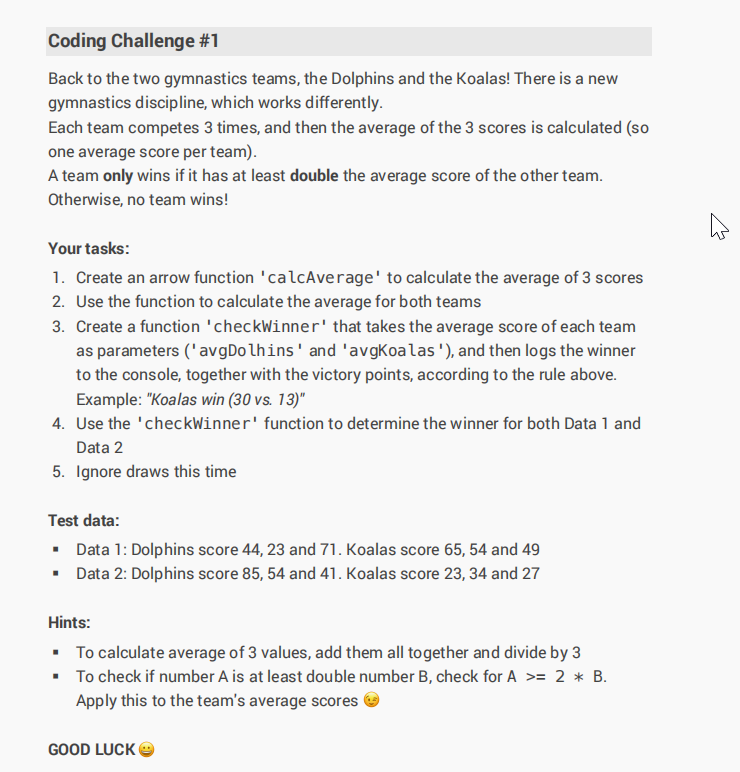 Coding Challenge #1
Back to the two gymnastics teams, the Dolphins and the Koalas! There is a new
gymnastics discipline, which works differently.
Each team competes 3 times, and then the average of the 3 scores is calculated (so
one average score per team).
A team only wins if it has at least double the average score of the other team.
Otherwise, no team wins!
Your tasks:
1. Create an arrow function 'calcAverage' to calculate the average of 3 scores
2. Use the function to calculate the average for both teams
3. Create a function 'checkWinner' that takes the average score of each team
as parameters ('avgDolhins' and 'avgKoalas'), and then logs the winner
to the console, together with the victory points, according to the rule above.
Example: "Koalas win (30 vs. 13)"
4. Use the 'checkWinner' function to determine the winner for both Data 1 and
Data 2
5. Ignore draws this time
Test data:
▪ Data 1: Dolphins score 44, 23 and 71. Koalas score 65, 54 and 49
▪ Data 2: Dolphins score 85, 54 and 41. Koalas score 23, 34 and 27
Hints:
▪ To calculate average of 3 values, add them all together and divide by 3
▪ To check if number A is at least double number B, check for A >= 2 * B.
Apply this to the team's average scores 😉
GOOD LUCK 😀